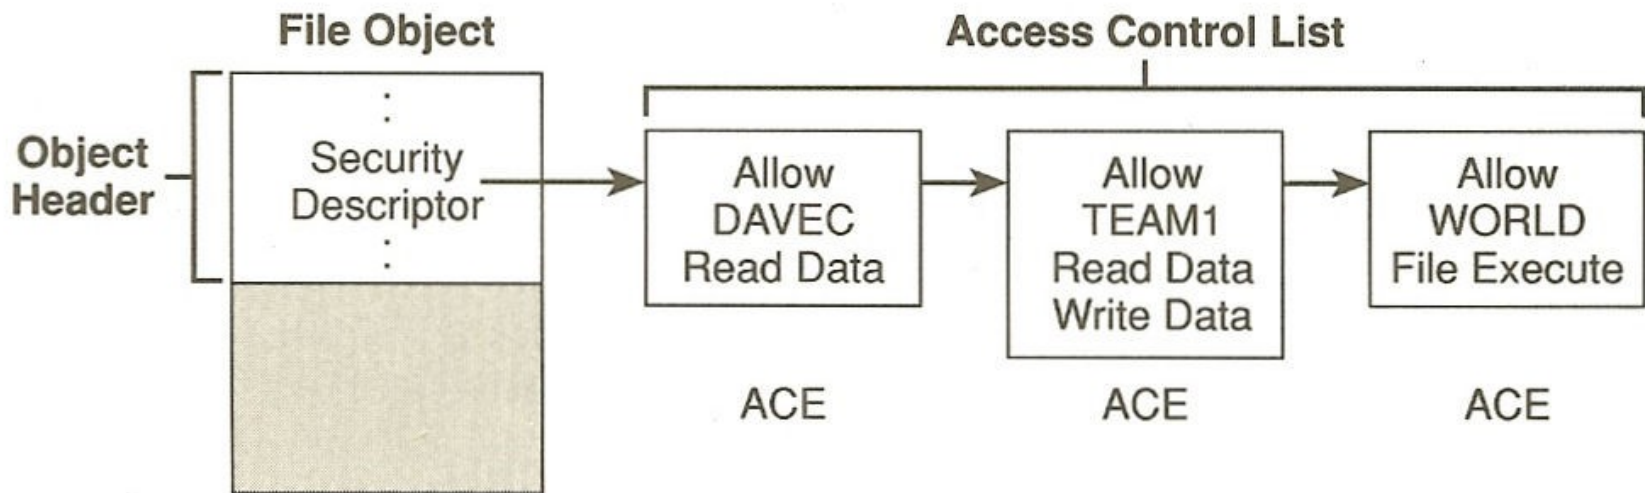 File Object
Access Control List
Object
Header
Security
Descriptor
Allow
DAVEC
Read Data
Allow
TEAM1
Read Data
Write Data
Allow
WORLD
File Execute
ACE
ACE
ACE